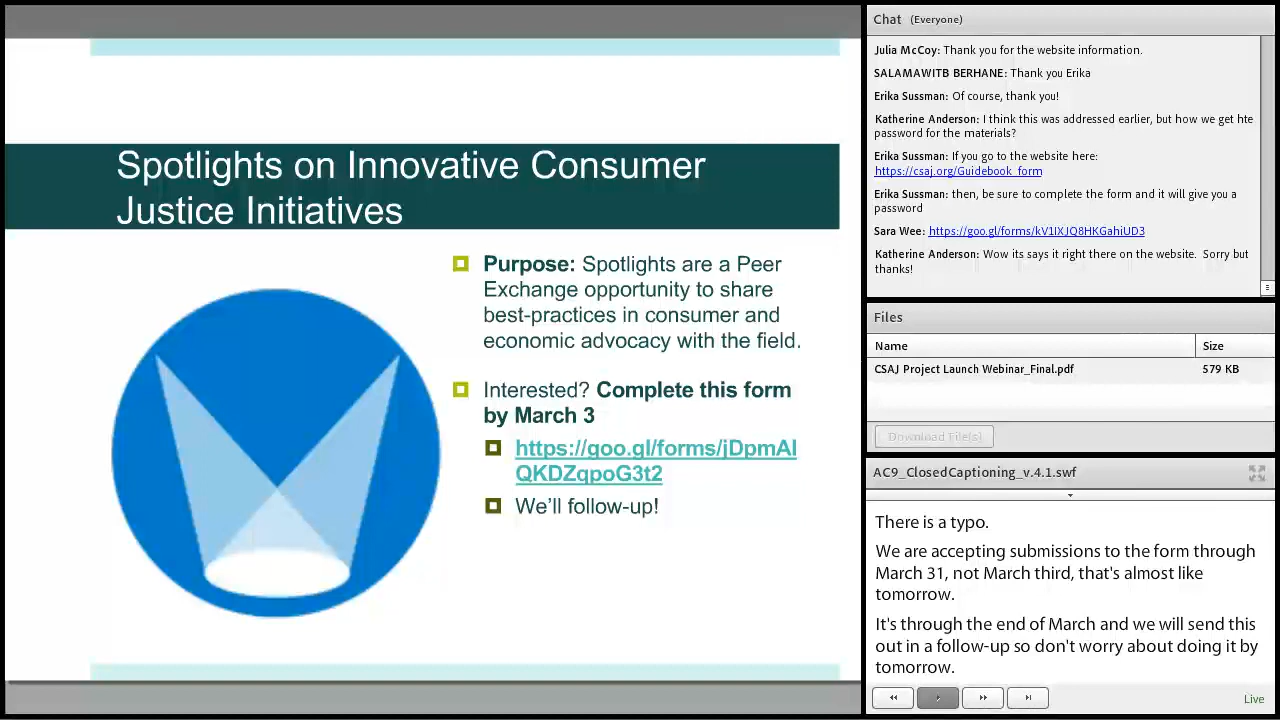 Spotlights on Innovative Consumer
Justice Initiatives
Purpose: Spotlights are a Peer
Exchange opportunity to share
best-practices in consumer and
economic advocacy with the field.
Interested? Complete this form
by March 3
https://goo.gl/forms/jDpmAI
QKDZqpoG3t2
We'll follow-up!
Chat (Everyone)
Julia McCoy: Thank you for the website information.
SALAMAWITB BERHANE: Thank you Erika
Erika Sussman: Of course, thank you!
Katherine Anderson: I think this was addressed earlier, but how we get hte
password for the materials?
Erika Sussman: If you go to the website here:
https://csaj.org/Guidebook_form
Erika Sussman: then, be sure to complete the form and it will give you a
password
Sara Wee: https://goo.gl/forms/kV1IXJQ8HKGahiUD3
Katherine Anderson: Wow its says it right there on the website. Sorry but
thanks!
Files
Name Size
CSAJ Project Launch Webinar_Final.pdf 579 KB
Download File(s)
AC9_ClosedCaptioning_v.4.1.swf
There is a typo.
We are accepting submissions to the form through
March 31, not March third, that's almost like
tomorrow.
It's through the end of March and we will send this
out in a follow-up so don't worry about doing it by
tomorrow.
Live